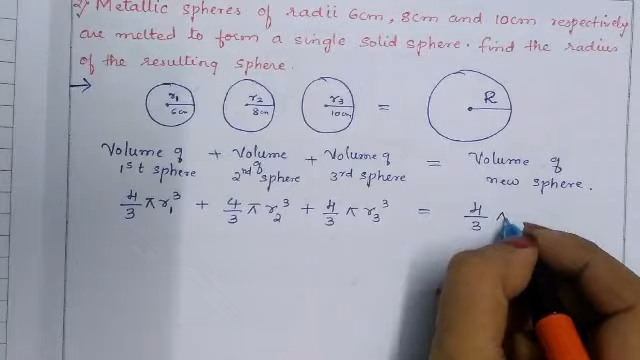 2) Metallic spheres of radii 6cm, 8cm and 10cm respectively
are melted to form a single solid sphere. find the radius
of the resulting sphere.
→ r₁ 6cm r₂ 8cm r₃ 10cm = R
Volume of 1st sphere + Volume of 2nd sphere + Volume of 3rd sphere = Volume of new sphere.
4/3 π r₁³ + 4/3 π r₂³ + 4/3 π r₃³ = 4/3